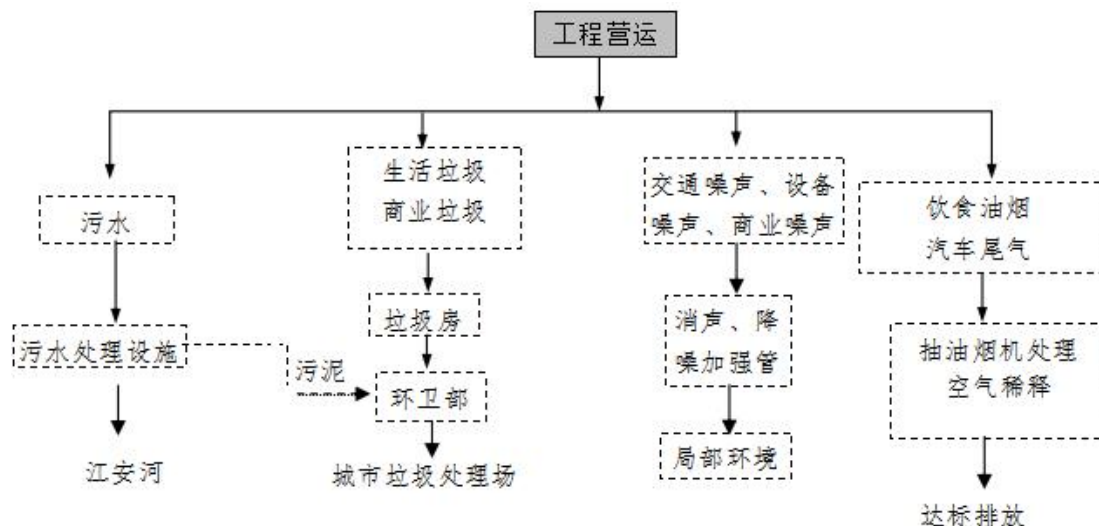 工程营运
污水
生活垃圾
商业垃圾
交通噪声、设备
噪声、商业噪声
饮食油烟
汽车尾气
污水处理设施
污泥
垃圾房
环卫部
消声、降
噪加强管
抽油烟机处理
空气稀释
江安河
城市垃圾处理场
局部环境
达标排放